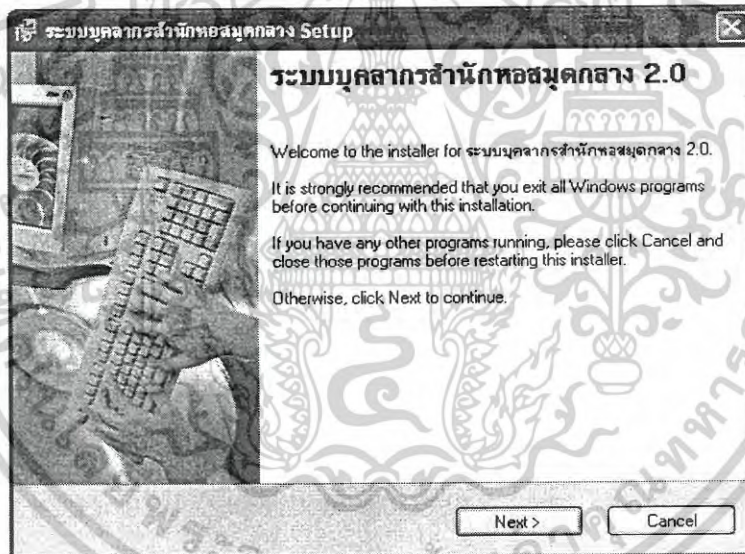 ระบบบุคลากรสำนักหอสมุดกลาง Setup
ระบบบุคลากรสำนักหอสมุดกลาง 2.0
Welcome to the installer for ระบบบุคลากรสำนักหอสมุดกลาง 2.0.
It is strongly recommended that you exit all Windows programs
before continuing with this installation.
If you have any other programs running, please click Cancel and
close those programs before restarting this installer.
Otherwise, click Next to continue.
Next >
Cancel